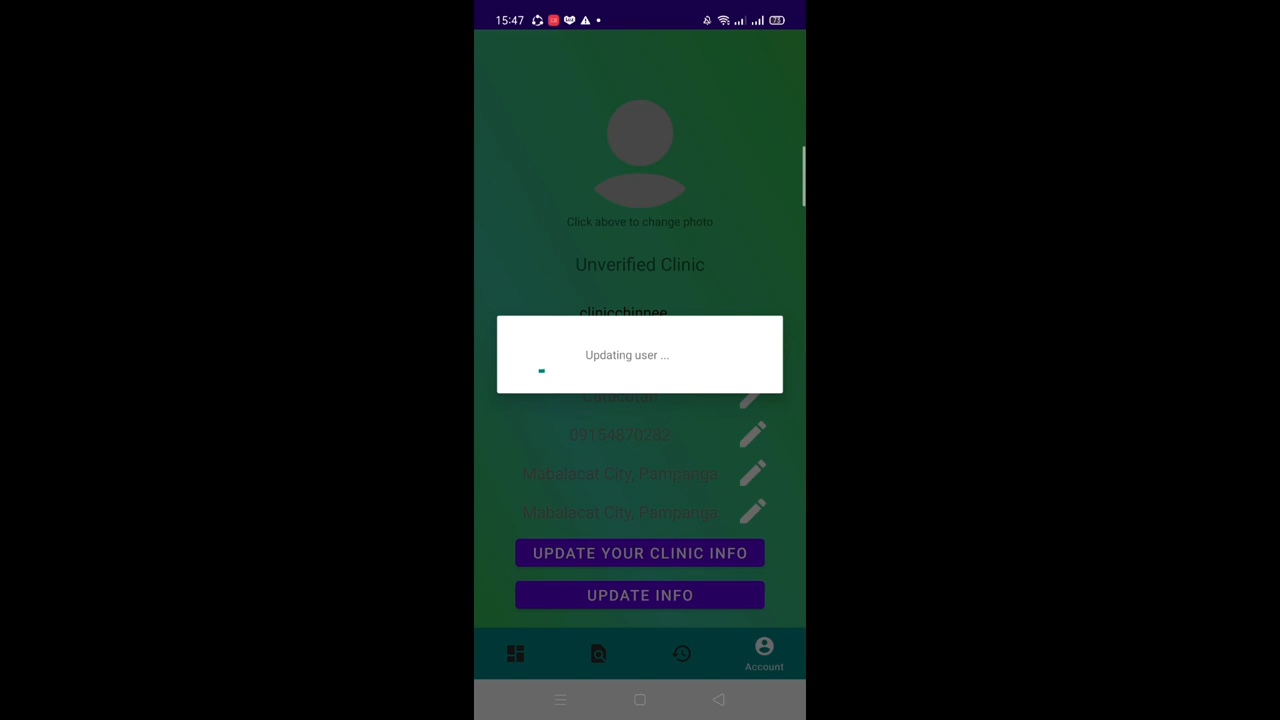 15:47
73
Click above to change photo
Unverified Clinic
clinicchinnee
Updating user ...
09154870282
Mabalacat City, Pampanga
Mabalacat City, Pampanga
UPDATE YOUR CLINIC INFO
UPDATE INFO
Account